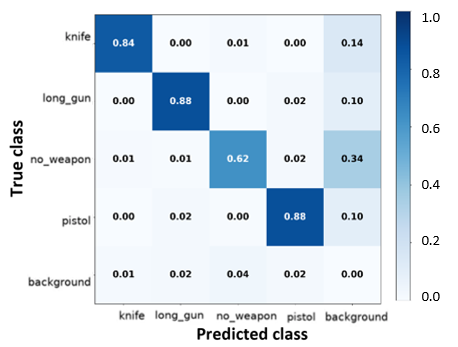 knife 0.84 0.00 0.01 0.00 0.14
long_gun 0.00 0.88 0.00 0.02 0.10
no_weapon 0.01 0.01 0.62 0.02 0.34
pistol 0.00 0.02 0.00 0.88 0.10
background 0.01 0.02 0.04 0.02 0.00
knife long_gun no_weapon pistol background
Predicted class
True class
1.0
0.8
0.6
0.4
0.2
0.0